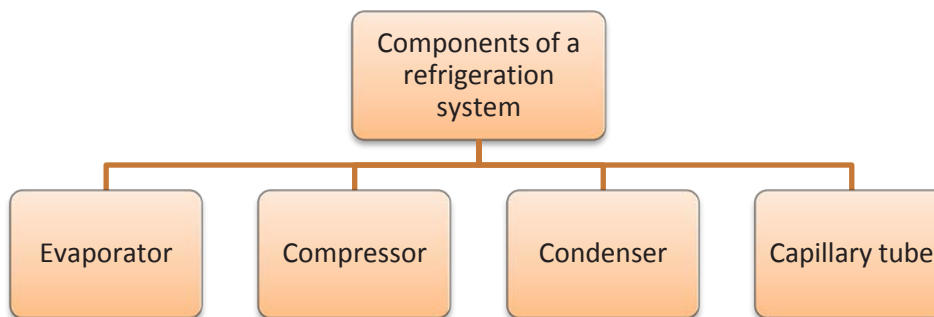 Components of a
refrigeration
system
Evaporator
Compressor
Condenser
Capillary tube